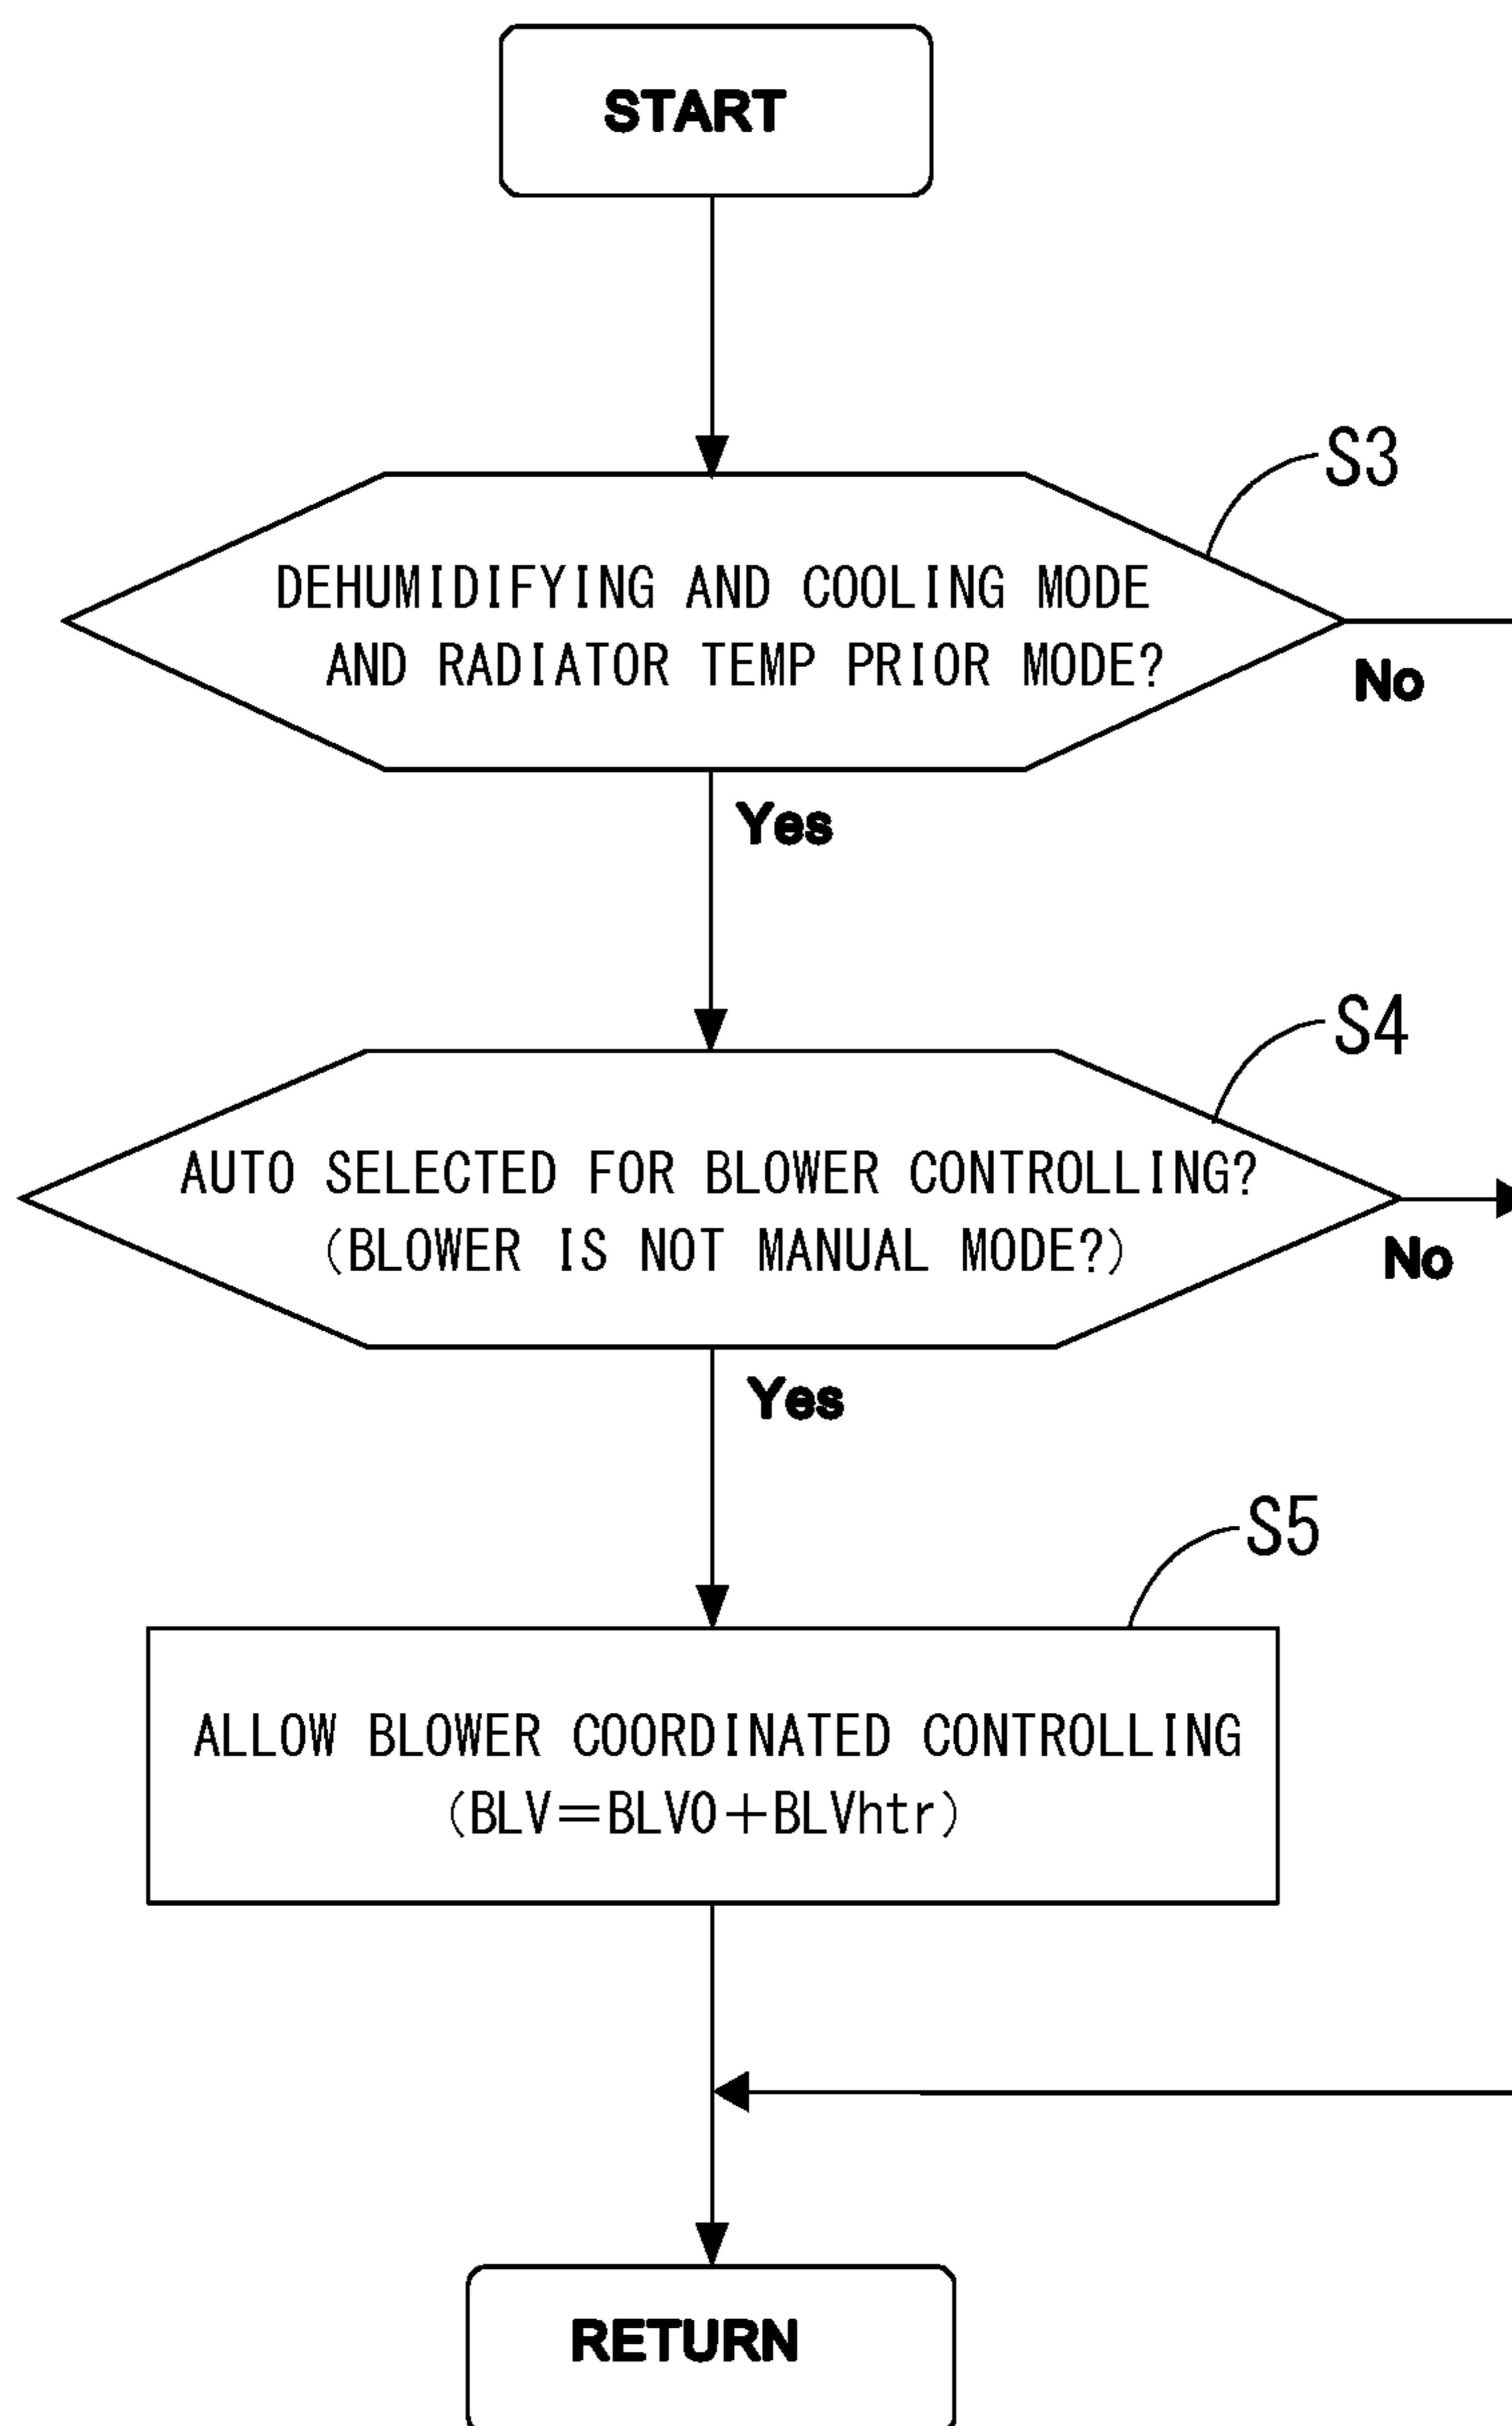 START
S3
DEHUMIDIFYING AND COOLING MODE
AND RADIATOR TEMP PRIOR MODE?
No
Yes
S4
AUTO SELECTED FOR BLOWER CONTROLLING?
(BLOWER IS NOT MANUAL MODE?)
No
Yes
S5
ALLOW BLOWER COORDINATED CONTROLLING
(BLV=BLV0+BLVhtr)
RETURN